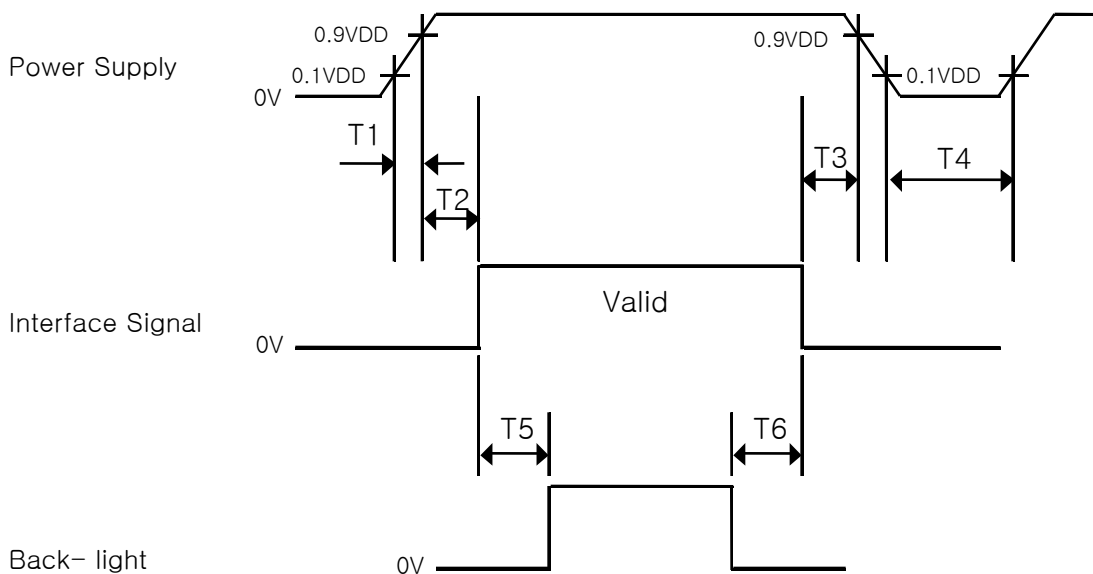 0.9VDD
0.9VDD
Power Supply
0.1VDD
0.1VDD
0V
T1
T3
T4
T2
Valid
Interface Signal
0V
T5
T6
Back- light
0V